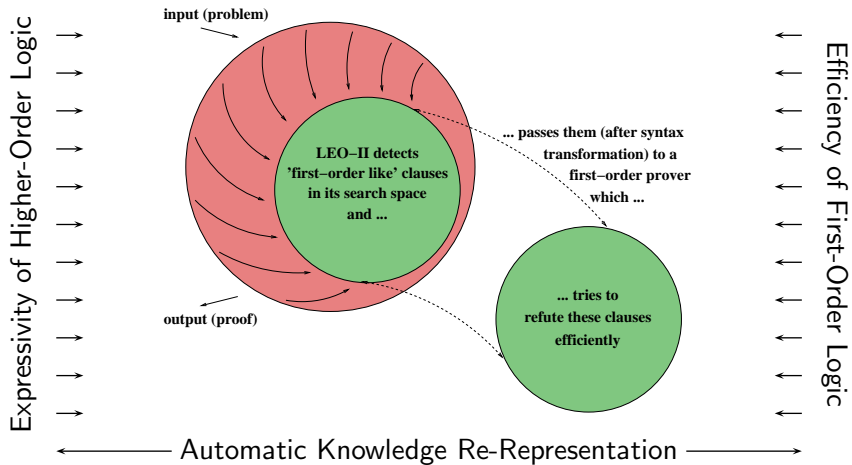 input (problem)
Expressivity of Higher-Order Logic
Efficiency of First-Order Logic
LEO–II detects
'first–order like' clauses
in its search space
and ...
... passes them (after syntax
transformation) to a
first–order prover
which ...
... tries to
refute these clauses
efficiently
output (proof)
Automatic Knowledge Re-Representation